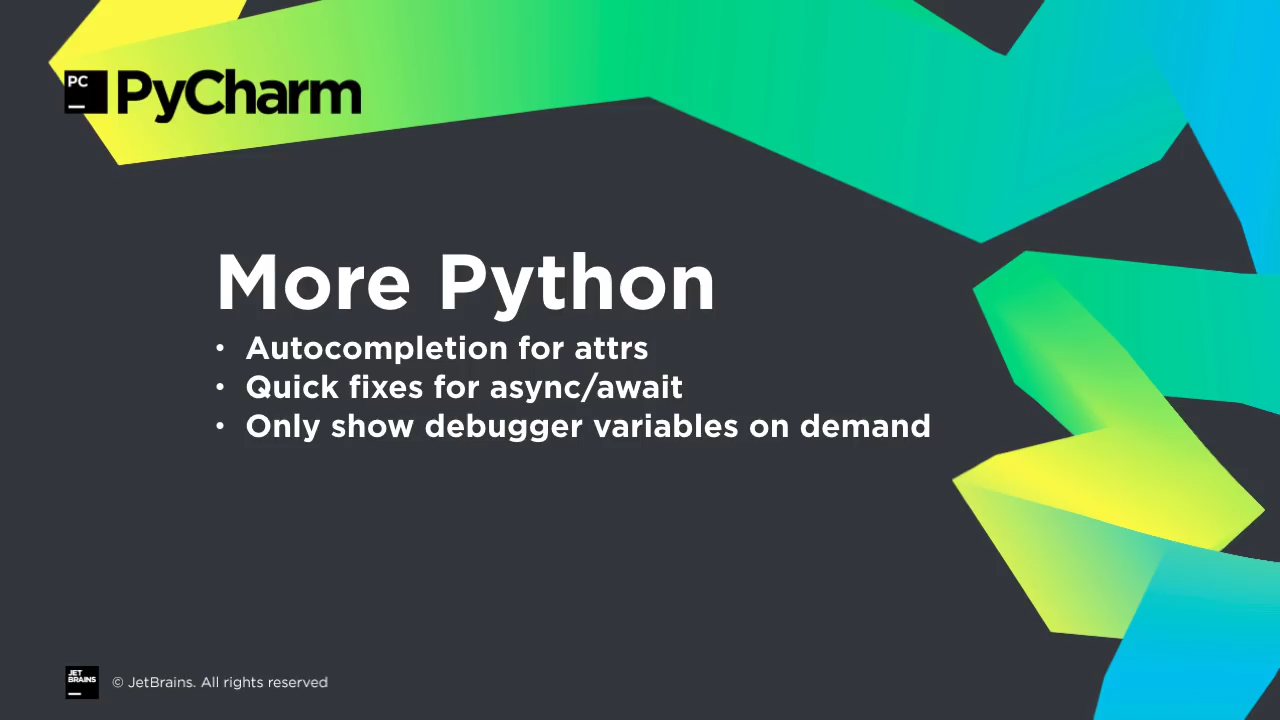 PC PyCharm
More Python
• Autocompletion for attrs
• Quick fixes for async/await
• Only show debugger variables on demand
JET
BRAINS
© JetBrains. All rights reserved